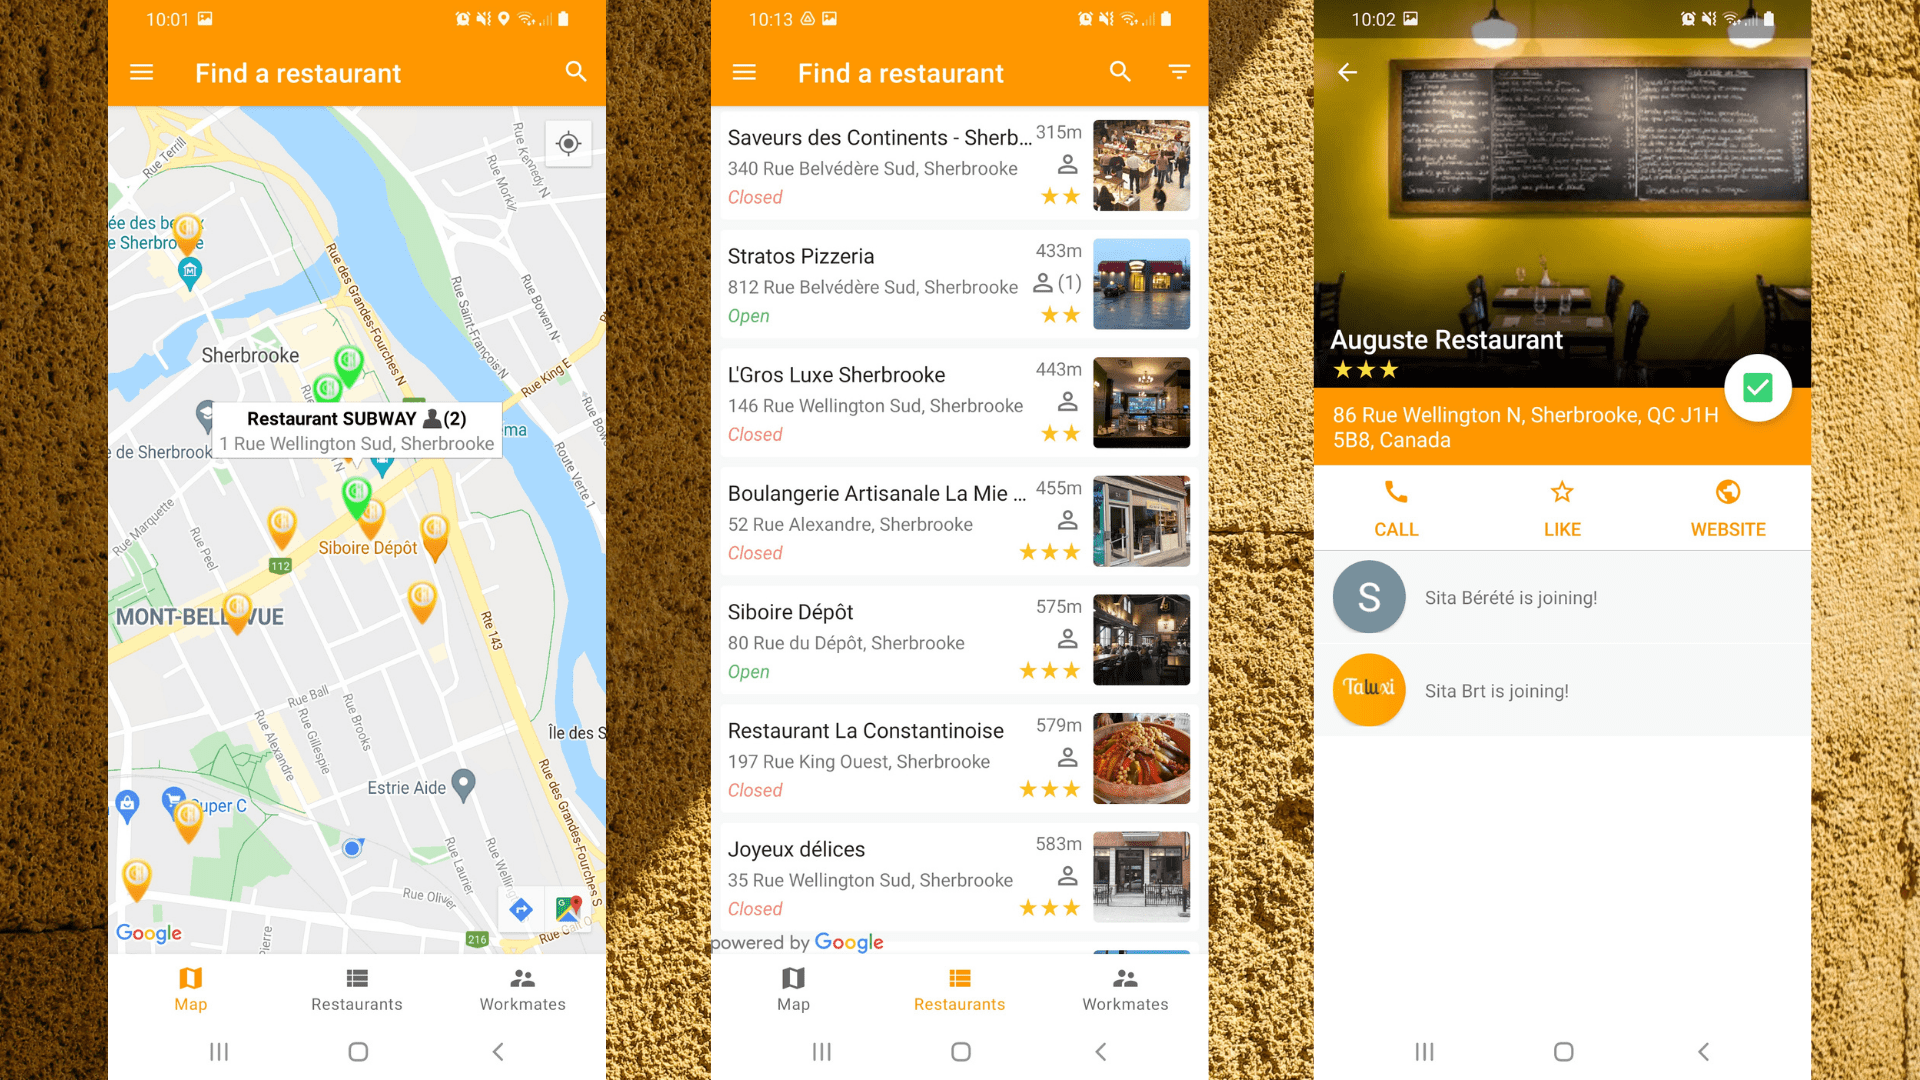 10:01
Find a restaurant
Rue Terrill
Rue Kennedy N
Rue Morkill
ée des be
e Sherbro e
Rue des Grandes-Fourches N
Rue Saint-François N
Rue Bowen N
Sherbrooke
Rue King E
Restaurant SUBWAY (2)
1 Rue Wellington Sud, Sherbrooke
ma
e de Sherbrook
Route Verte 1
Rue Bow
Rue Marquette
Rue Peel
Siboire Dépôt
112
MONT-BELLEVUE
Rte 143
Rue Ball
Rue Brooks
Rue Gillespie
Rue Alexandre
Île des S
Estrie Aide
Super C
Rue des Grandes-Fourches S
Rue Laurier
Rue Welling
Rue Olivier
Google
Pierre
216
Map
Restaurants
Workmates
10:13
Find a restaurant
Saveurs des Continents - Sherb...
315m
340 Rue Belvédère Sud, Sherbrooke
Closed
Stratos Pizzeria
433m
812 Rue Belvédère Sud, Sherbrooke
(1)
Open
L'Gros Luxe Sherbrooke
443m
146 Rue Wellington Sud, Sherbrooke
Closed
Boulangerie Artisanale La Mie ...
455m
52 Rue Alexandre, Sherbrooke
Closed
Siboire Dépôt
575m
80 Rue du Dépôt, Sherbrooke
Open
Restaurant La Constantinoise
579m
197 Rue King Ouest, Sherbrooke
Closed
Joyeux délices
583m
35 Rue Wellington Sud, Sherbrooke
Closed
powered by Google
Map
Restaurants
Workmates
10:02
Auguste Restaurant
86 Rue Wellington N, Sherbrooke, QC J1H
5B8, Canada
CALL
LIKE
WEBSITE
S
Sita Bérété is joining!
Taluxi
Sita Brt is joining!